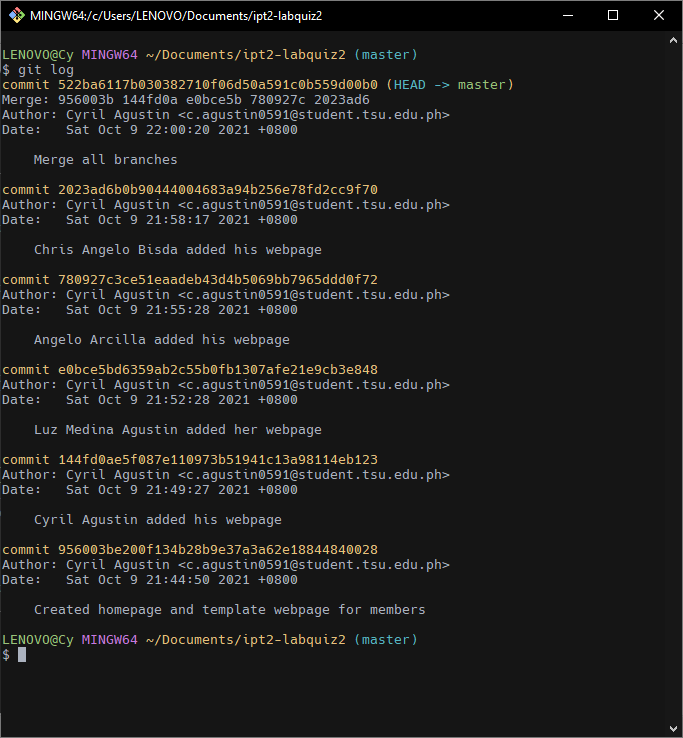 MINGW64:/c/Users/LENOVO/Documents/ipt2-labquiz2
LENOVO@Cy MINGW64 ~/Documents/ipt2-labquiz2 (master)
$ git log
commit 522ba6117b030382710f06d50a591c0b559d00b0 (HEAD -> master)
Merge: 956003b 144fd0a e0bce5b 780927c 2023ad6
Author: Cyril Agustin <c.agustin0591@student.tsu.edu.ph>
Date:   Sat Oct 9 22:00:20 2021 +0800
    Merge all branches
commit 2023ad6b0b90444004683a94b256e78fd2cc9f70
Author: Cyril Agustin <c.agustin0591@student.tsu.edu.ph>
Date:   Sat Oct 9 21:58:17 2021 +0800
    Chris Angelo Bisda added his webpage
commit 780927c3ce51eaadeb43d4b5069bb7965ddd0f72
Author: Cyril Agustin <c.agustin0591@student.tsu.edu.ph>
Date:   Sat Oct 9 21:55:28 2021 +0800
    Angelo Arcilla added his webpage
commit e0bce5bd6359ab2c55b0fb1307afe21e9cb3e848
Author: Cyril Agustin <c.agustin0591@student.tsu.edu.ph>
Date:   Sat Oct 9 21:52:28 2021 +0800
    Luz Medina Agustin added her webpage
commit 144fd0ae5f087e110973b51941c13a98114eb123
Author: Cyril Agustin <c.agustin0591@student.tsu.edu.ph>
Date:   Sat Oct 9 21:49:27 2021 +0800
    Cyril Agustin added his webpage
commit 956003be200f134b28b9e37a3a62e18844840028
Author: Cyril Agustin <c.agustin0591@student.tsu.edu.ph>
Date:   Sat Oct 9 21:44:50 2021 +0800
    Created homepage and template webpage for members
LENOVO@Cy MINGW64 ~/Documents/ipt2-labquiz2 (master)
$